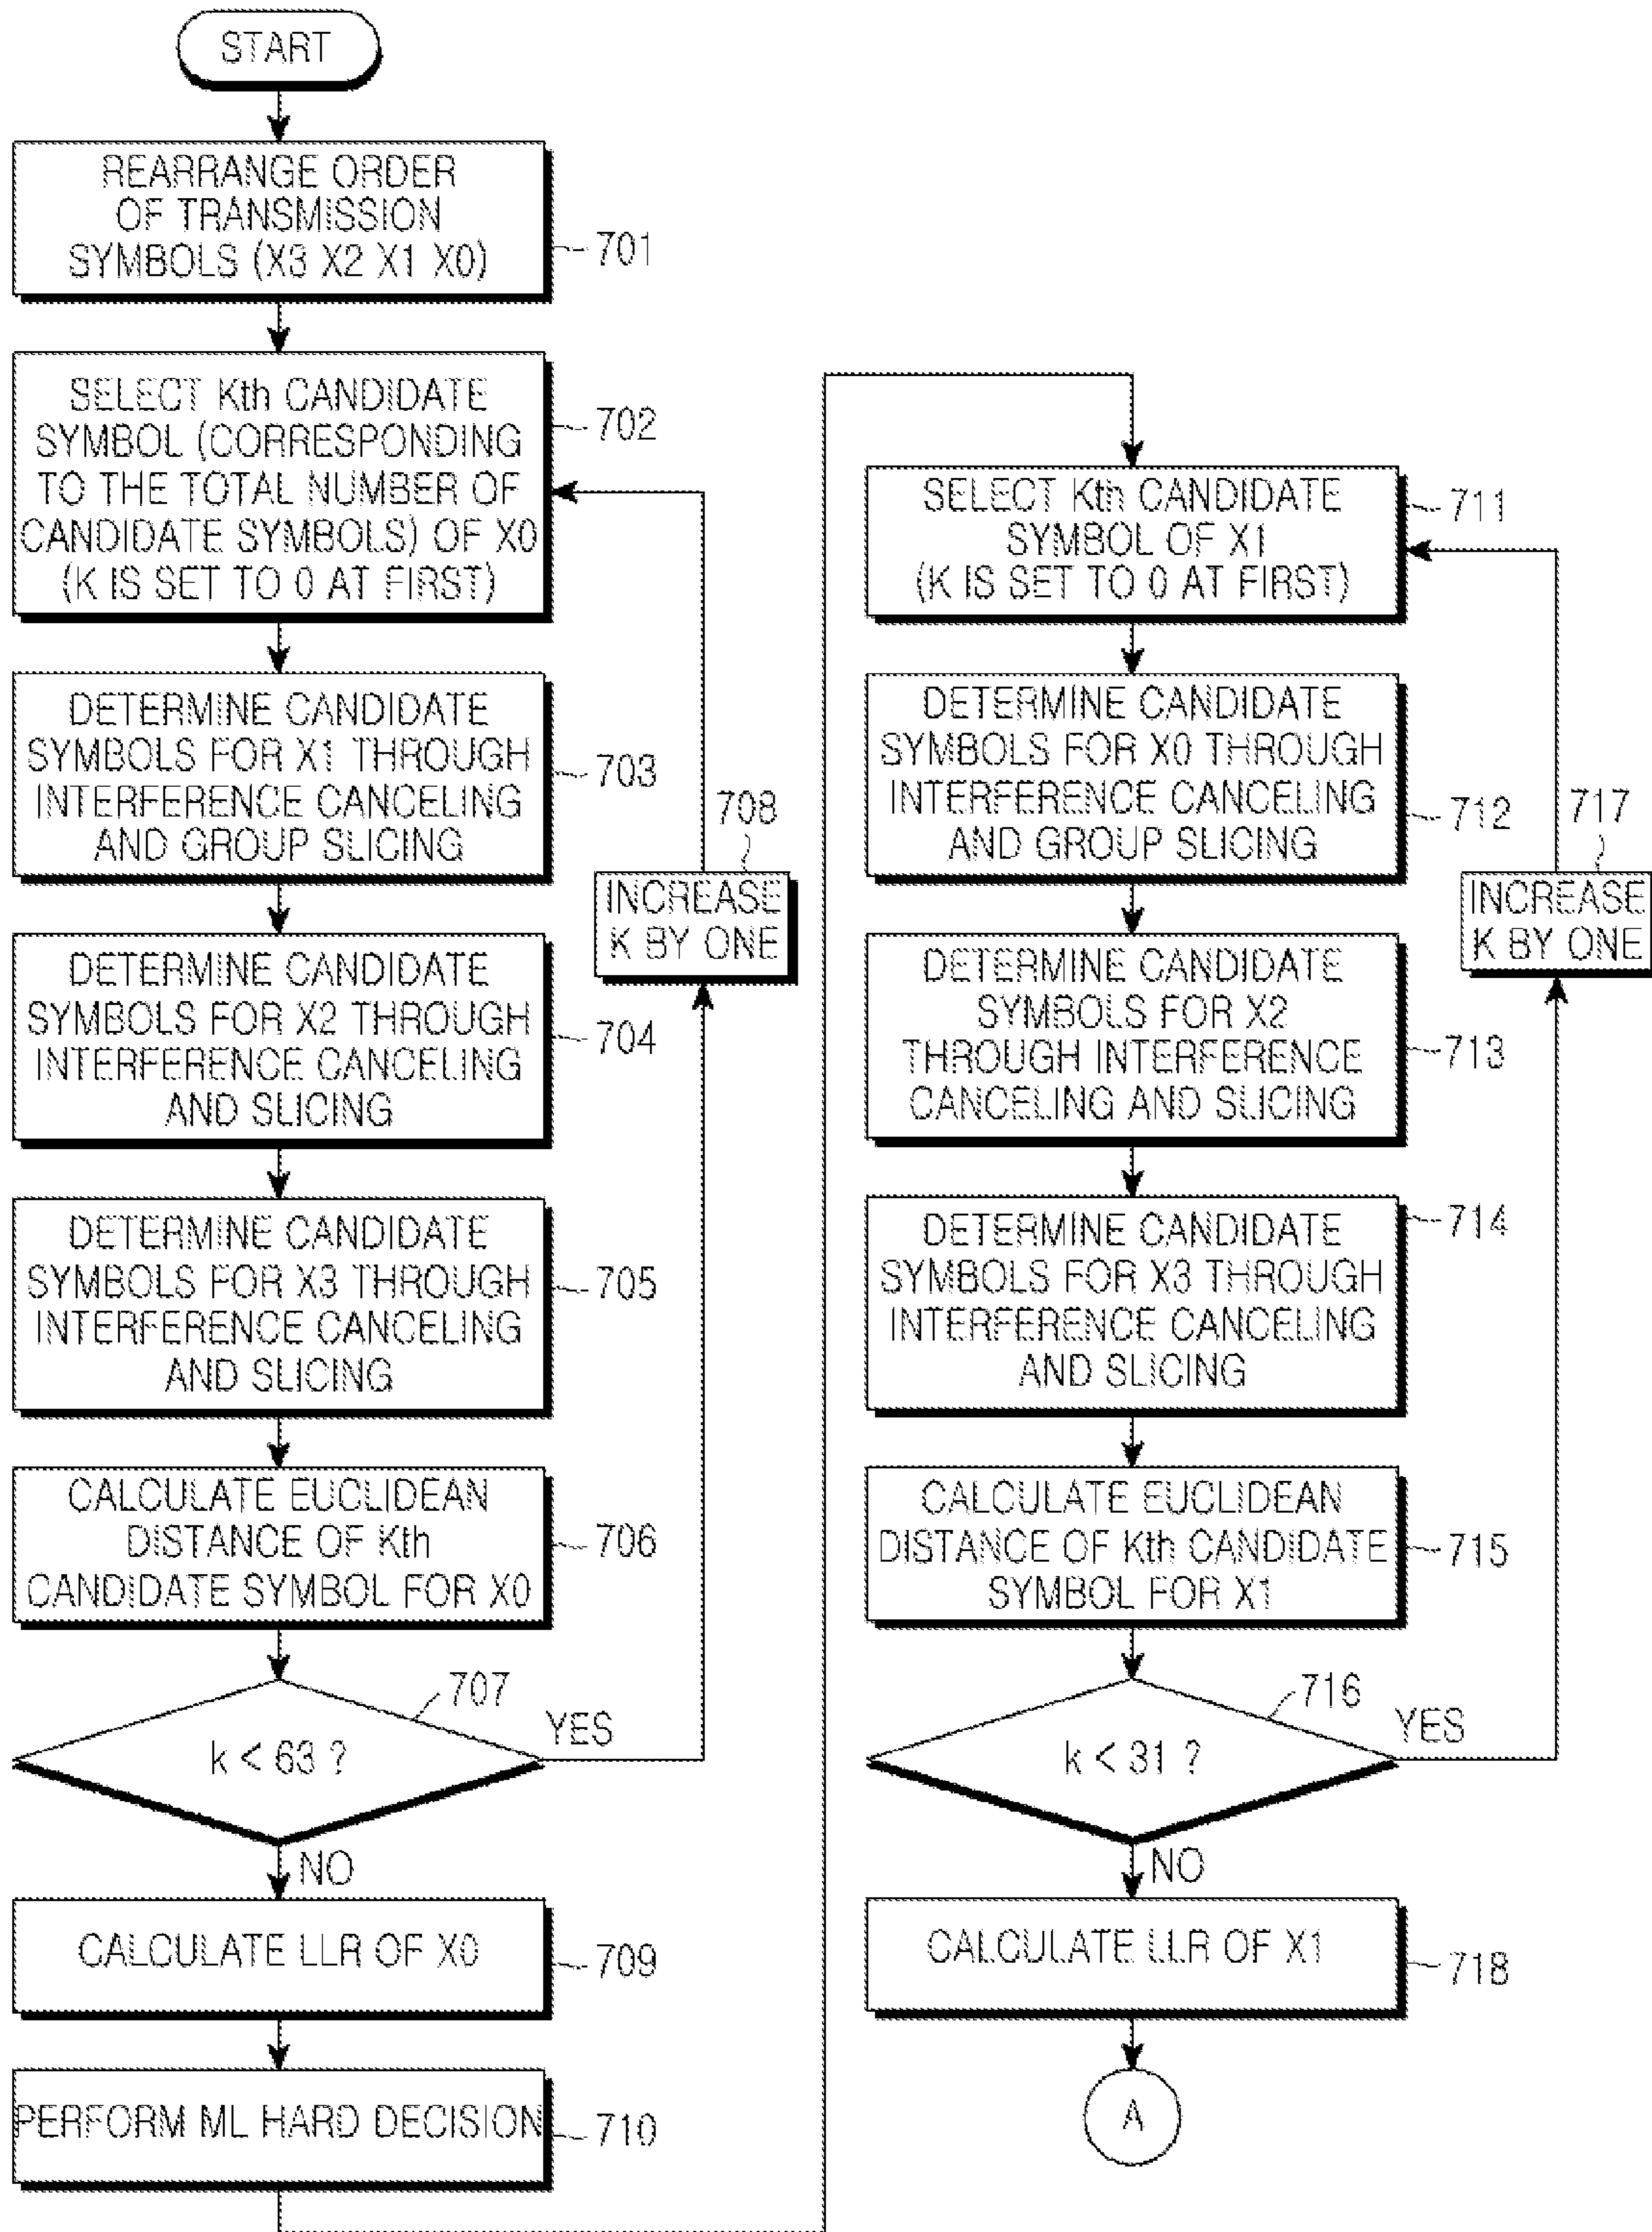 START
REARRANGE ORDER
OF TRANSMISSION
SYMBOLS (X3 X2 X1 X0)
701
SELECT Kth CANDIDATE
SYMBOL (CORRESPONDING
TO THE TOTAL NUMBER OF
CANDIDATE SYMBOLS) OF X0
(K IS SET TO 0 AT FIRST)
702
DETERMINE CANDIDATE
SYMBOLS FOR X1 THROUGH
INTERFERENCE CANCELING
AND GROUP SLICING
703
708
INCREASE
K BY ONE
DETERMINE CANDIDATE
SYMBOLS FOR X2 THROUGH
INTERFERENCE CANCELING
AND SLICING
704
DETERMINE CANDIDATE
SYMBOLS FOR X3 THROUGH
INTERFERENCE CANCELING
AND SLICING
705
CALCULATE EUCLIDEAN
DISTANCE OF Kth
CANDIDATE SYMBOL FOR X0
706
707
k < 63 ?
YES
NO
CALCULATE LLR OF X0
709
PERFORM ML HARD DECISION
710
SELECT Kth CANDIDATE
SYMBOL OF X1
(K IS SET TO 0 AT FIRST)
711
DETERMINE CANDIDATE
SYMBOLS FOR X0 THROUGH
INTERFERENCE CANCELING
AND GROUP SLICING
712
717
INCREASE
K BY ONE
DETERMINE CANDIDATE
SYMBOLS FOR X2
THROUGH INTERFERENCE
CANCELING AND SLICING
713
DETERMINE CANDIDATE
SYMBOLS FOR X3 THROUGH
INTERFERENCE CANCELING
AND SLICING
714
CALCULATE EUCLIDEAN
DISTANCE OF Kth CANDIDATE
SYMBOL FOR X1
715
716
k < 31 ?
YES
NO
CALCULATE LLR OF X1
718
A